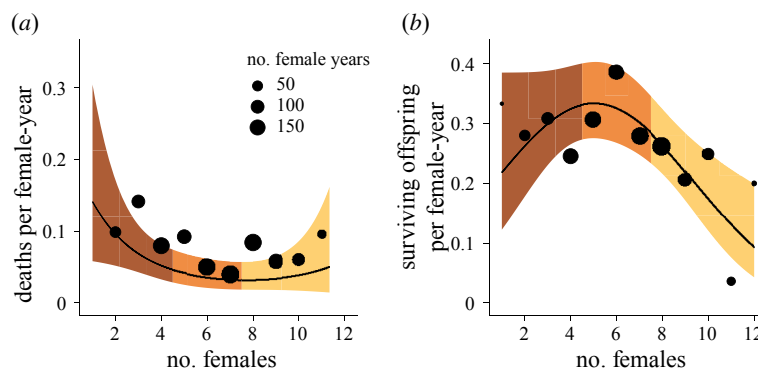 (a)
deaths per female-year
0.3
0.2
0.1
0
no. female years
50
100
150
2 4 6 8 10 12
no. females
(b)
surviving offspring
per female-year
0.4
0.3
0.2
0.1
0
2 4 6 8 10 12
no. females